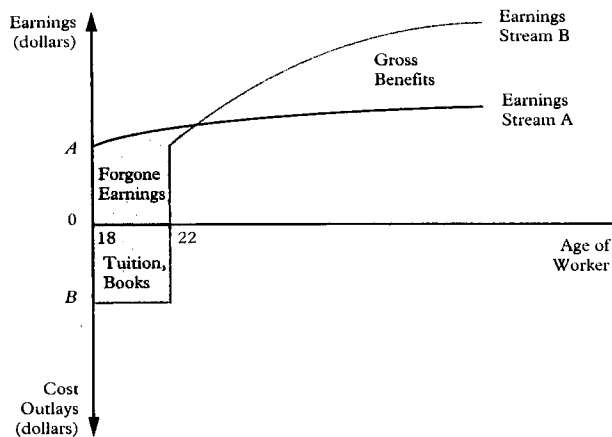 Earnings
(dollars)
Earnings
Stream B
Gross
Benefits
Earnings
Stream A
A
Forgone
Earnings
0
18
22
Age of
Worker
Tuition,
Books
B
Cost
Outlays
(dollars)